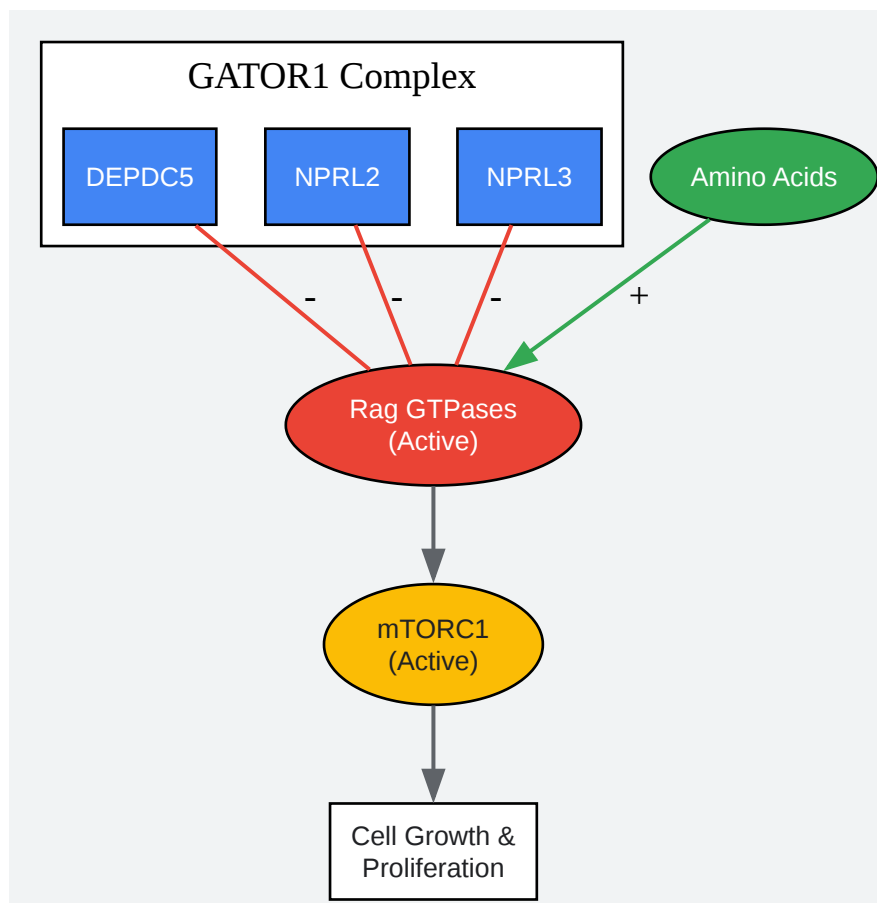 GATOR1 Complex
DEPDC5
NPRL2
NPRL3
Amino Acids
-
-
-
+
Rag GTPases
(Active)
mTORC1
(Active)
Cell Growth &
Proliferation